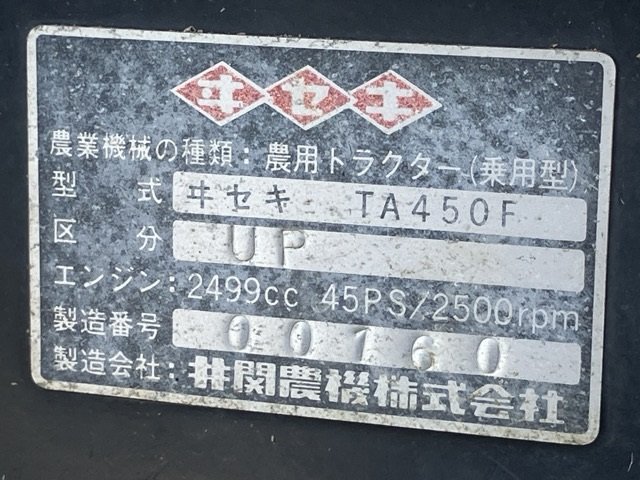 ヰセキ
農業機械の種類：農用トラクター(乗用型)
型式 ヰセキ TA450F
区分 UP
エンジン：2499cc 45PS/2500rpm
製造番号 00160
製造会社：井関農機株式会社